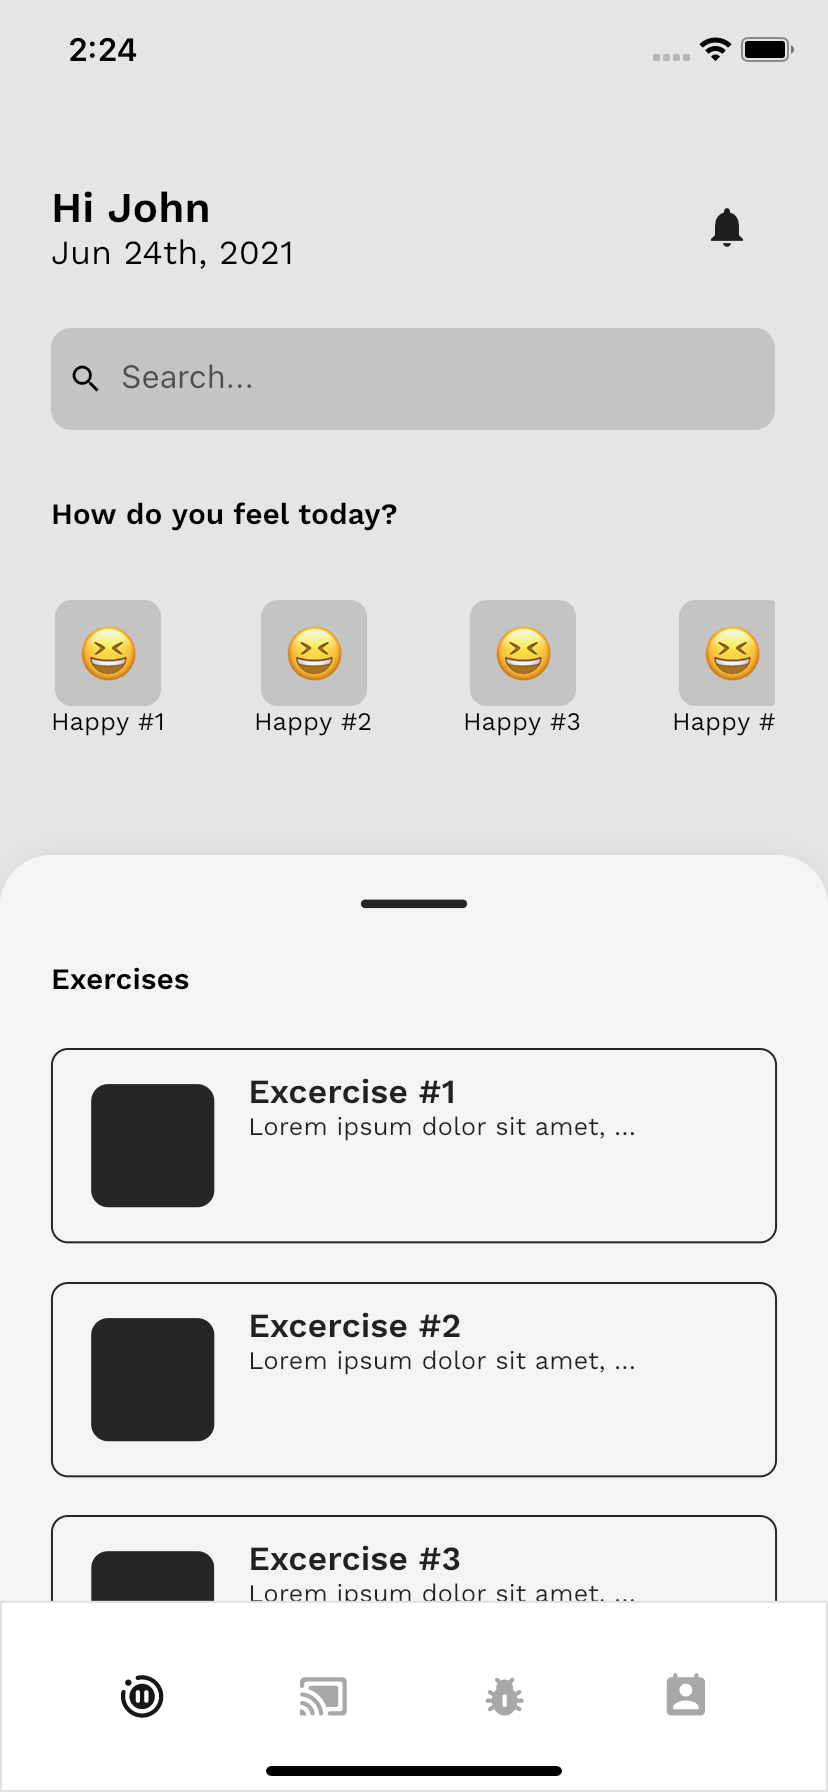 2:24
Hi John
Jun 24th, 2021
Search...
How do you feel today?
Happy #1 Happy #2 Happy #3 Happy #
Exercises
Excercise #1
Lorem ipsum dolor sit amet, ...
Excercise #2
Lorem ipsum dolor sit amet, ...
Excercise #3
Lorem ipsum dolor sit amet, ...